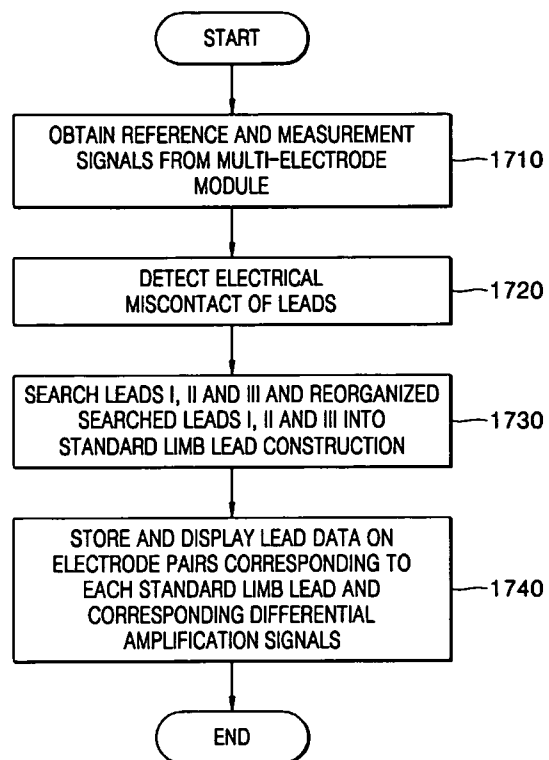 START
OBTAIN REFERENCE AND MEASUREMENT
SIGNALS FROM MULTI-ELECTRODE
MODULE
1710
DETECT ELECTRICAL
MISCONTACT OF LEADS
1720
SEARCH LEADS I, II AND III AND REORGANIZED
SEARCHED LEADS I, II AND III INTO
STANDARD LIMB LEAD CONSTRUCTION
1730
STORE AND DISPLAY LEAD DATA ON
ELECTRODE PAIRS CORRESPONDING TO
EACH STANDARD LIMB LEAD AND
CORRESPONDING DIFFERENTIAL
AMPLIFICATION SIGNALS
1740
END